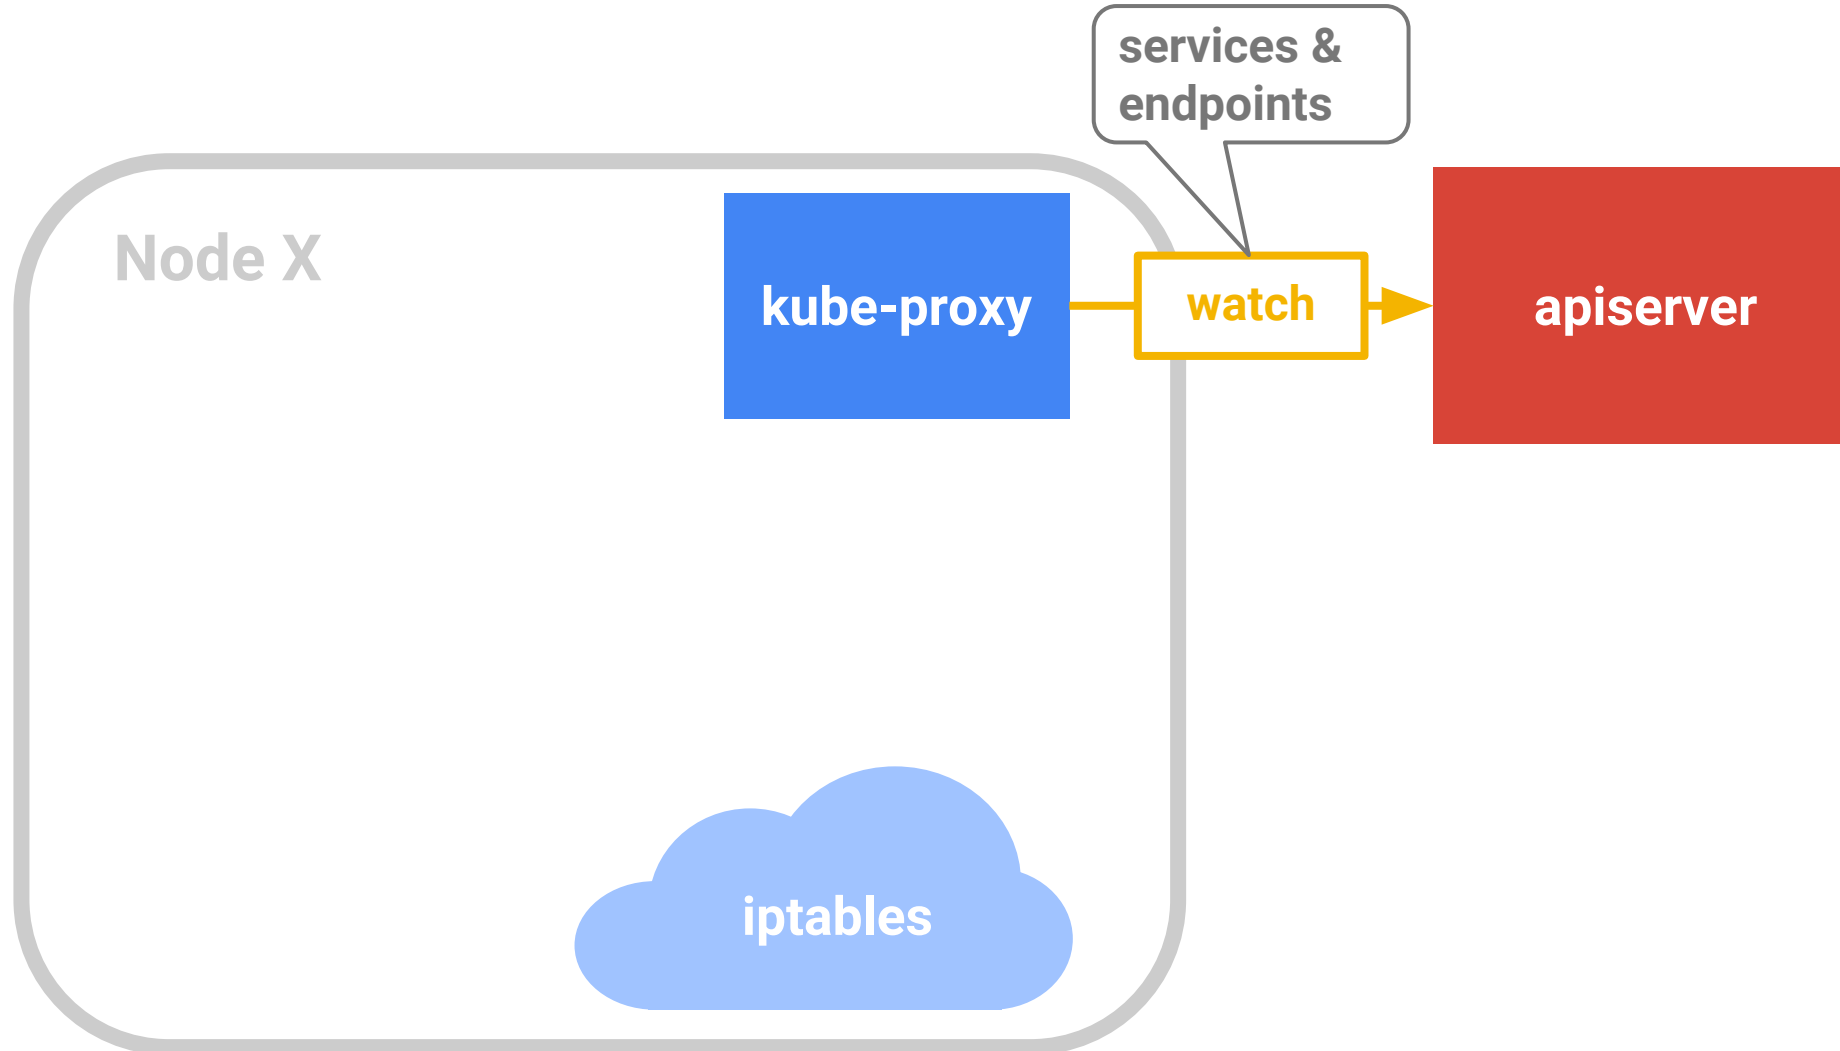 services &
endpoints
Node X
kube-proxy
watch
apiserver
iptables